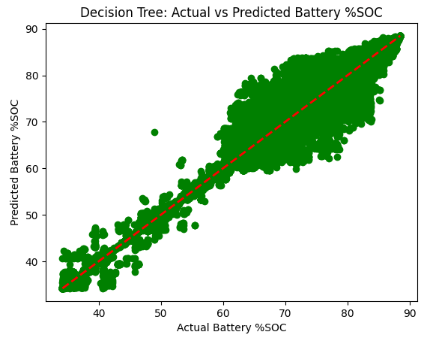 Decision Tree: Actual vs Predicted Battery %SOC
90
80
70
60
50
40
Predicted Battery %SOC
40 50 60 70 80 90
Actual Battery %SOC